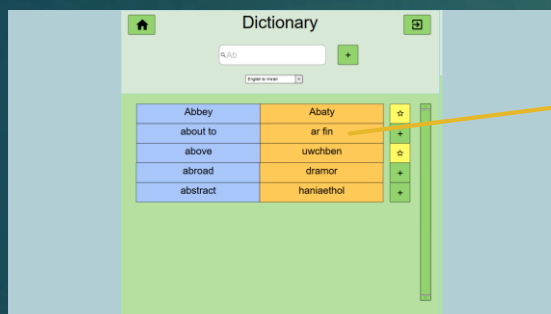 Dictionary
Ab
+
English to Welsh
Abbey Abaty
about to ar fin +
above uwchben
abroad dramor +
abstract haniaethol +